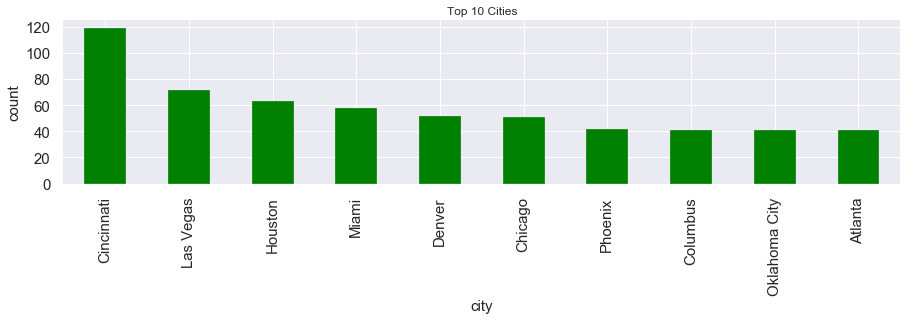 Top 10 Cities
count
120
100
80
60
40
20
0
Cincinnati
Las Vegas
Houston
Miami
Denver
Chicago
Phoenix
Columbus
Oklahoma City
Atlanta
city